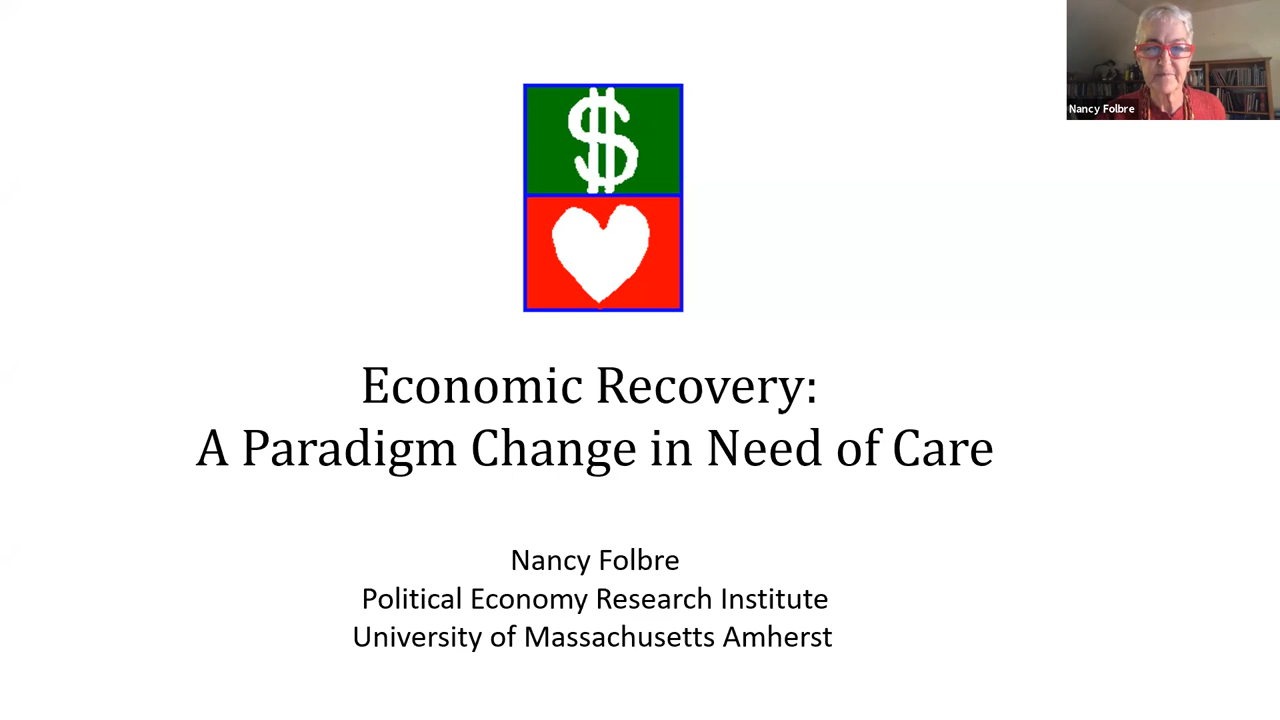 Nancy Folbre
$
Economic Recovery:
A Paradigm Change in Need of Care
Nancy Folbre
Political Economy Research Institute
University of Massachusetts Amherst